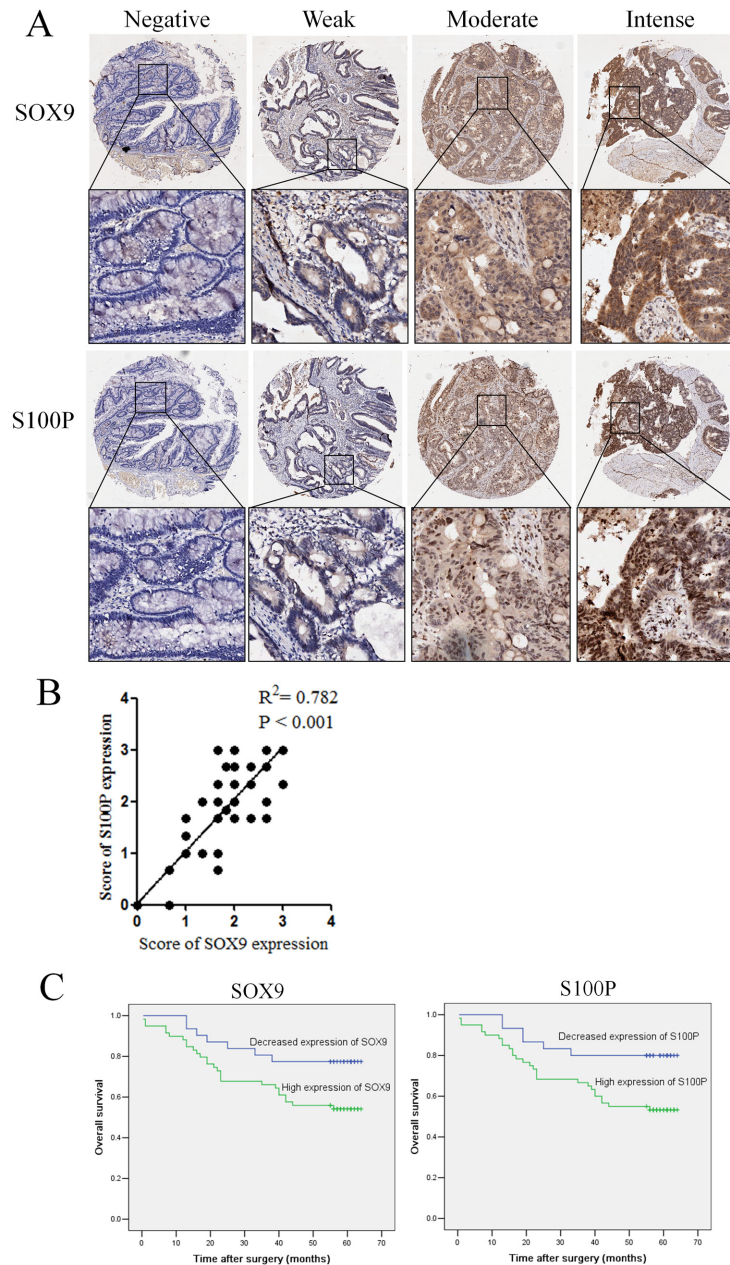 A
Negative Weak Moderate Intense
SOX9
S100P
B
R²= 0.782
P < 0.001
4
3
2
1
0
Score of S100P expression
0 1 2 3 4
Score of SOX9 expression
C
SOX9
1.0
0.8
0.6
0.4
0.2
0.0
Overall survival
Decreased expression of SOX9
High expression of SOX9
0 10 20 30 40 50 60 70
Time after surgery (months)
S100P
1.0
0.8
0.6
0.4
0.2
0.0
Overall survival
Decreased expression of S100P
High expression of S100P
0 10 20 30 40 50 60 70
Time after surgery (months)